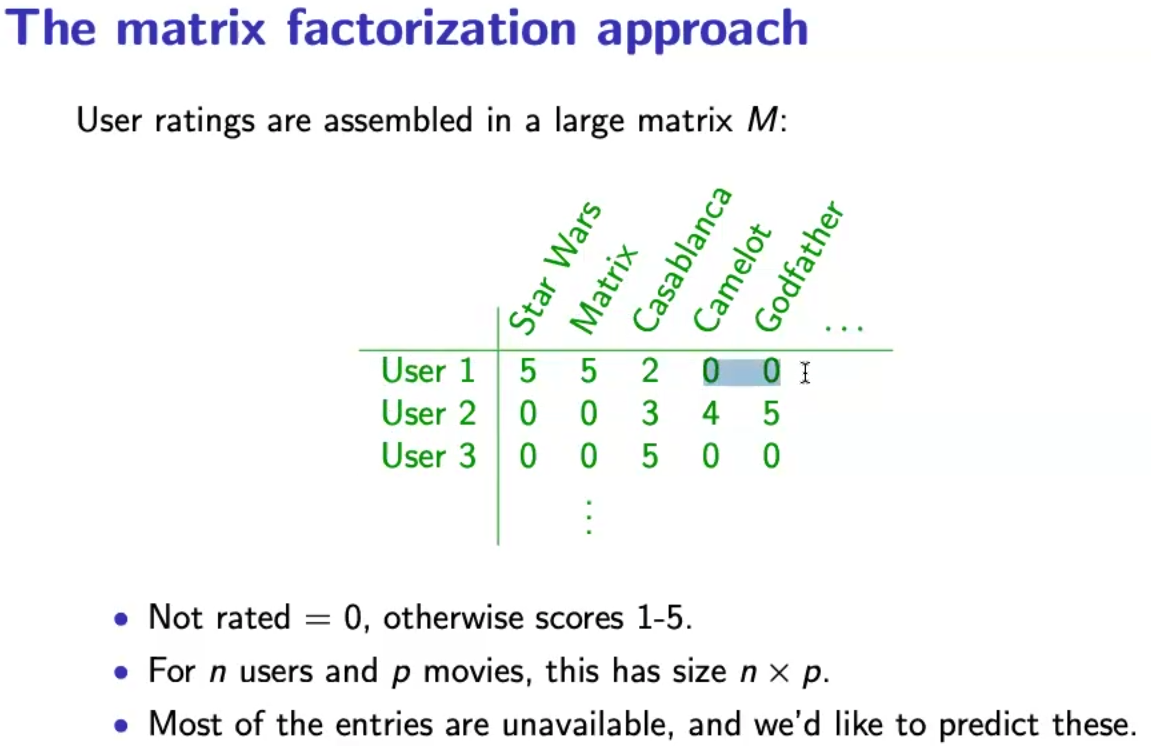 The matrix factorization approach
User ratings are assembled in a large matrix M:
Star Wars Matrix Casablanca Camelot Godfather ...
User 1 5 5 2 0 0
User 2 0 0 3 4 5
User 3 0 0 5 0 0
⋮
• Not rated = 0, otherwise scores 1-5.
• For n users and p movies, this has size n × p.
• Most of the entries are unavailable, and we'd like to predict these.